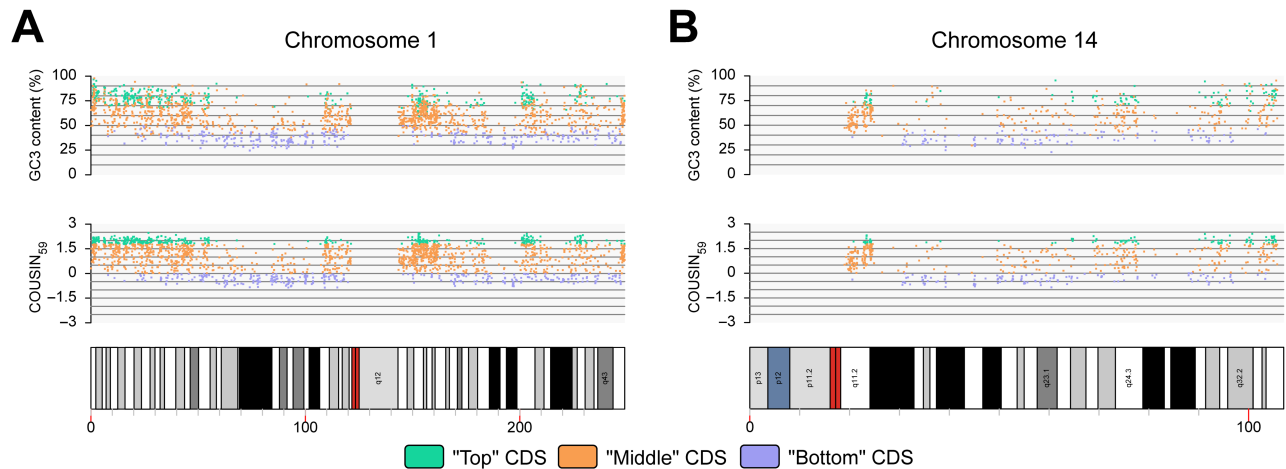 A
Chromosome 1
GC3 content (%)
100
75
50
25
0
COUSIN59
3
1.5
0
−1.5
−3
q12
q43
0
100
200
B
Chromosome 14
GC3 content (%)
100
75
50
25
0
COUSIN59
3
1.5
0
−1.5
−3
p13
p12
p11.2
q11.2
q23.1
q24.3
q32.2
0
100
"Top" CDS
"Middle" CDS
"Bottom" CDS